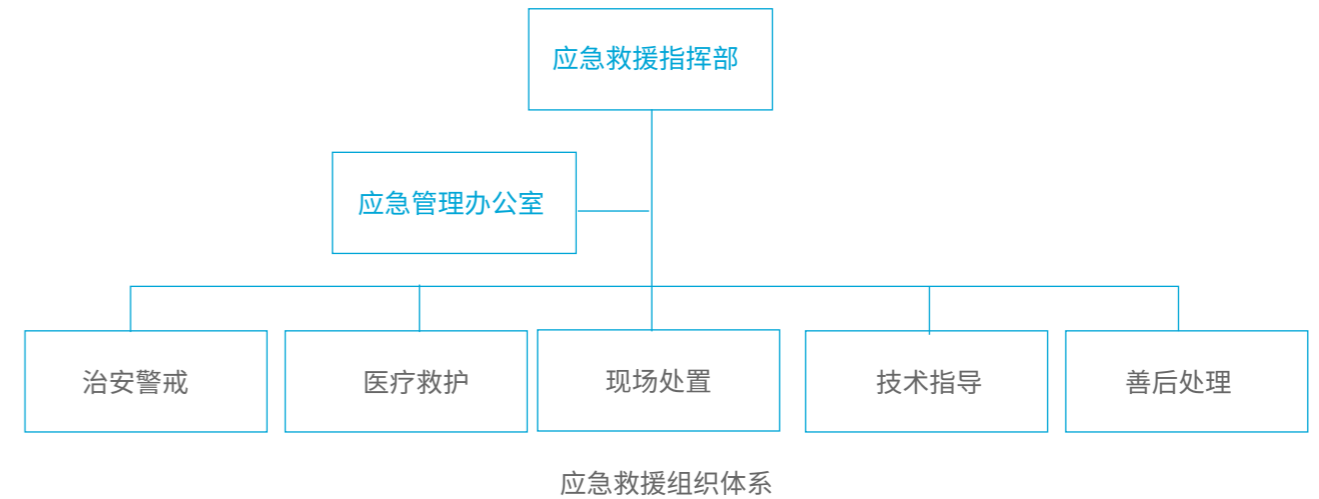 应急救援指挥部
应急管理办公室
治安警戒
医疗救护
现场处置
技术指导
善后处理
应急救援组织体系